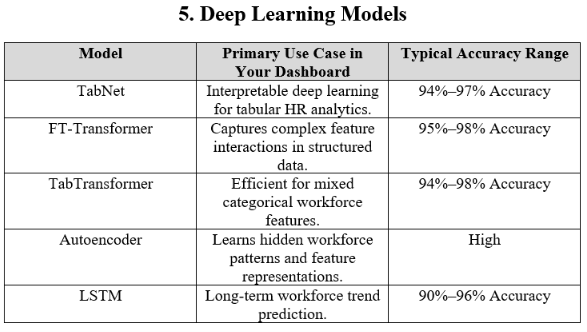 5. Deep Learning Models
Model
Primary Use Case in
Your Dashboard
Typical Accuracy Range
TabNet
Interpretable deep learning
for tabular HR analytics.
94%–97% Accuracy
FT-Transformer
Captures complex feature
interactions in structured
data.
95%–98% Accuracy
TabTransformer
Efficient for mixed
categorical workforce
features.
94%–98% Accuracy
Autoencoder
Learns hidden workforce
patterns and feature
representations.
High
LSTM
Long-term workforce trend
prediction.
90%–96% Accuracy